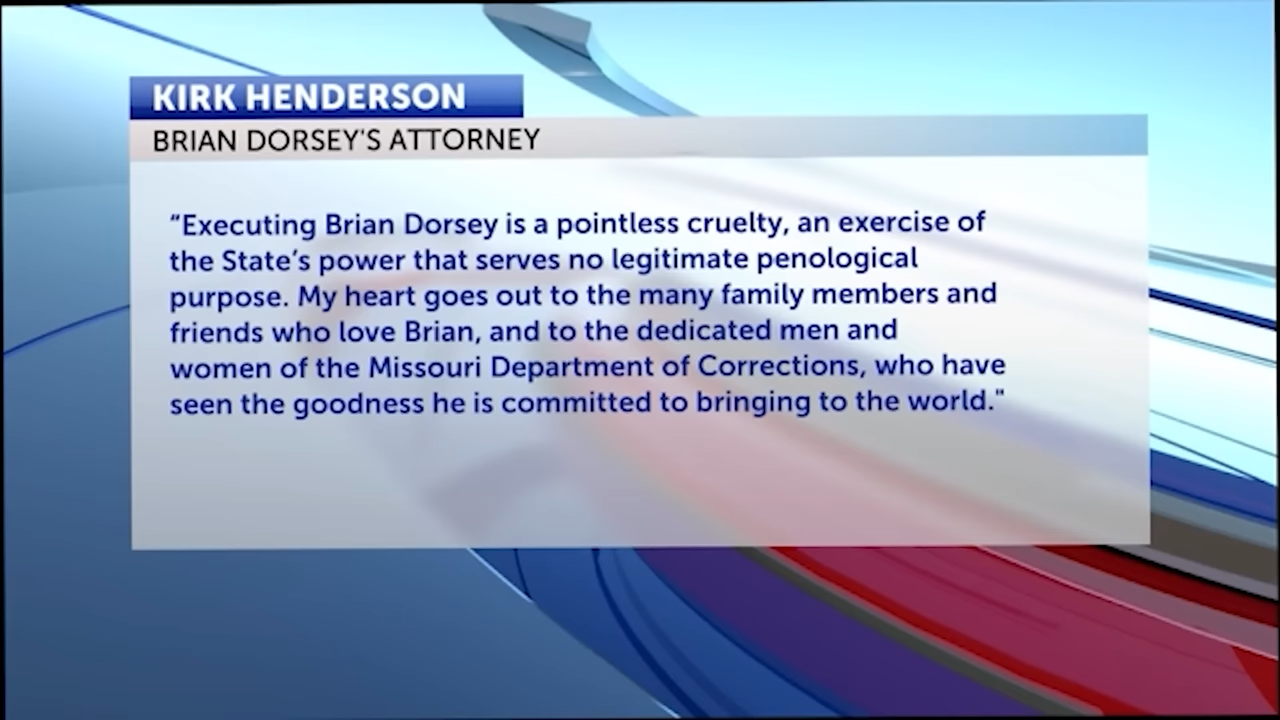 KIRK HENDERSON
BRIAN DORSEY'S ATTORNEY
“Executing Brian Dorsey is a pointless cruelty, an exercise of
the State’s power that serves no legitimate penological
purpose. My heart goes out to the many family members and
friends who love Brian, and to the dedicated men and
women of the Missouri Department of Corrections, who have
seen the goodness he is committed to bringing to the world."